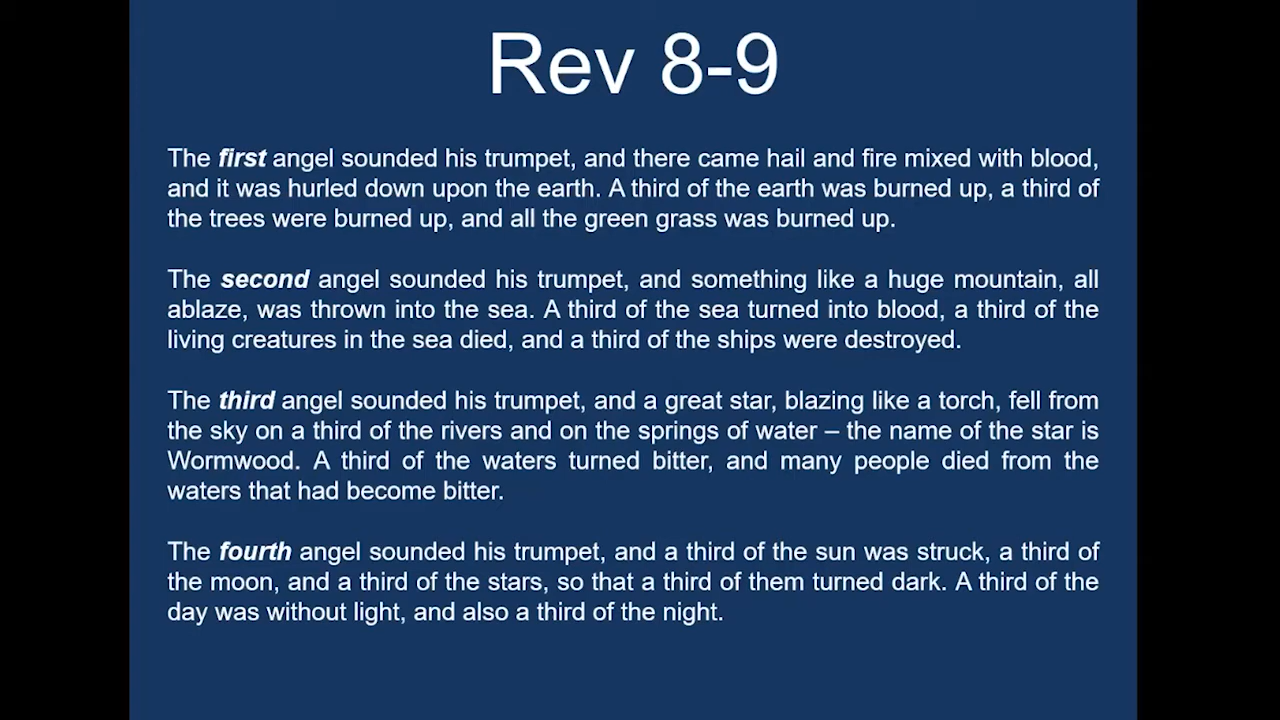 Rev 8-9
The first angel sounded his trumpet, and there came hail and fire mixed with blood,
and it was hurled down upon the earth. A third of the earth was burned up, a third of
the trees were burned up, and all the green grass was burned up.
The second angel sounded his trumpet, and something like a huge mountain, all
ablaze, was thrown into the sea. A third of the sea turned into blood, a third of the
living creatures in the sea died, and a third of the ships were destroyed.
The third angel sounded his trumpet, and a great star, blazing like a torch, fell from
the sky on a third of the rivers and on the springs of water – the name of the star is
Wormwood. A third of the waters turned bitter, and many people died from the
waters that had become bitter.
The fourth angel sounded his trumpet, and a third of the sun was struck, a third of
the moon, and a third of the stars, so that a third of them turned dark. A third of the
day was without light, and also a third of the night.